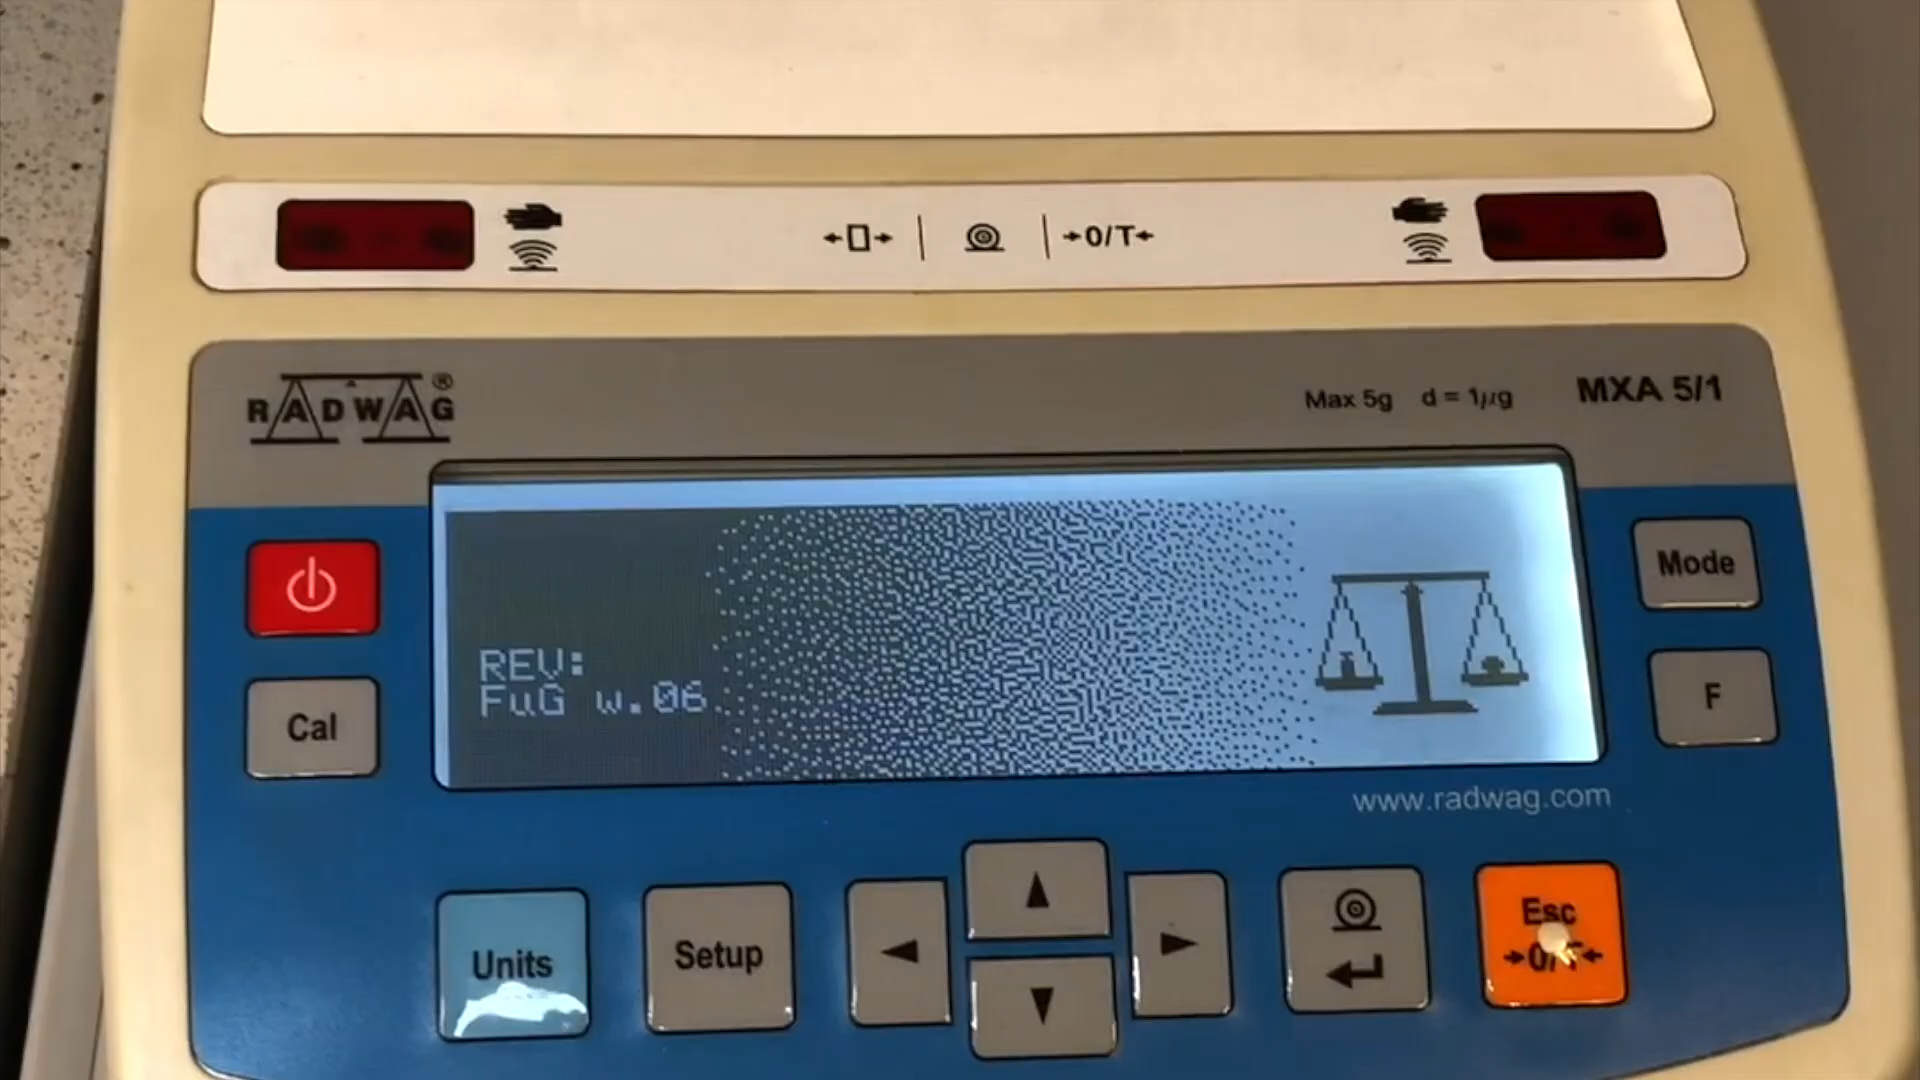 →0/T←
RADWAG®
Max 5g d = 1µg MXA 5/1
REV:
FuG w.06
Mode
Cal
F
www.radwag.com
Units
Setup
Esc
→0/T←